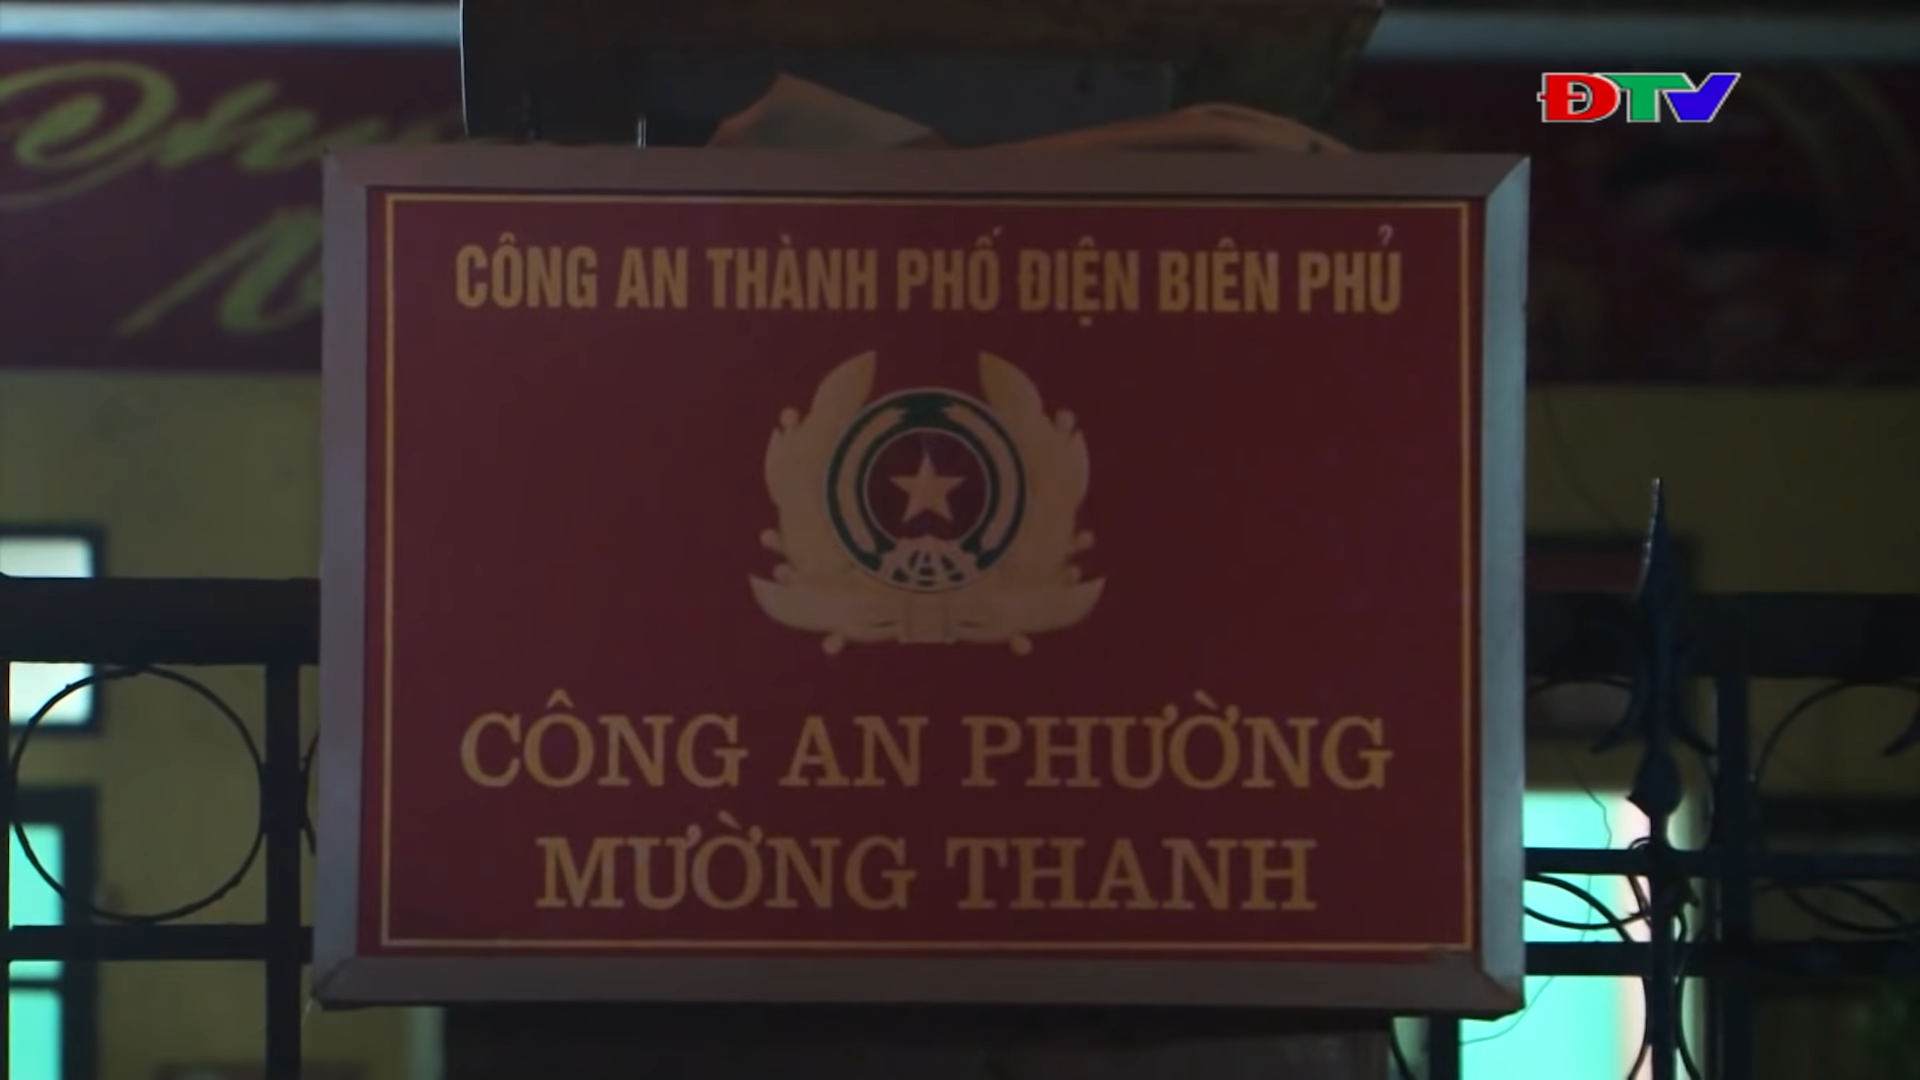 ĐTV
CÔNG AN THÀNH PHỐ ĐIỆN BIÊN PHỦ
CÔNG AN PHƯỜNG
MƯỜNG THANH